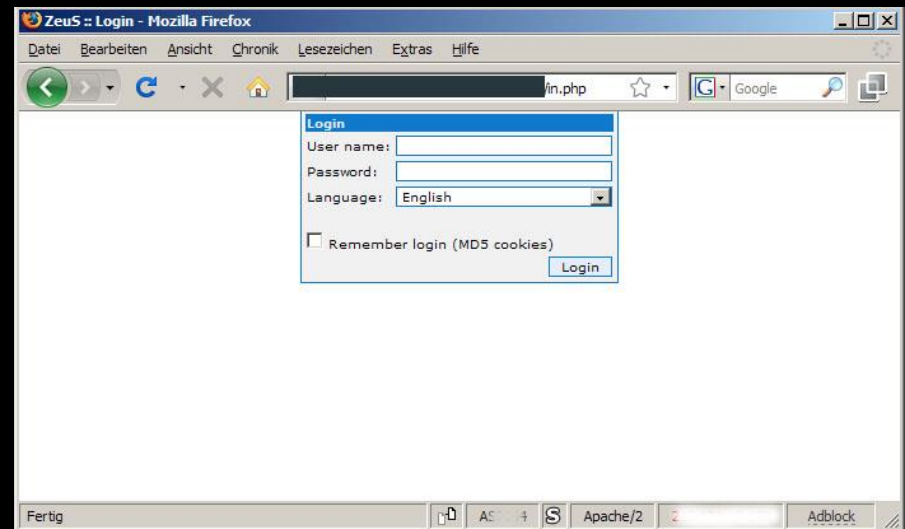 ZeuS :: Login - Mozilla Firefox
Datei Bearbeiten Ansicht Chronik Lesezeichen Extras Hilfe
/in.php G Google
Login
User name:
Password:
Language: English
Remember login (MD5 cookies)
Login
Fertig S Apache/2 Adblock